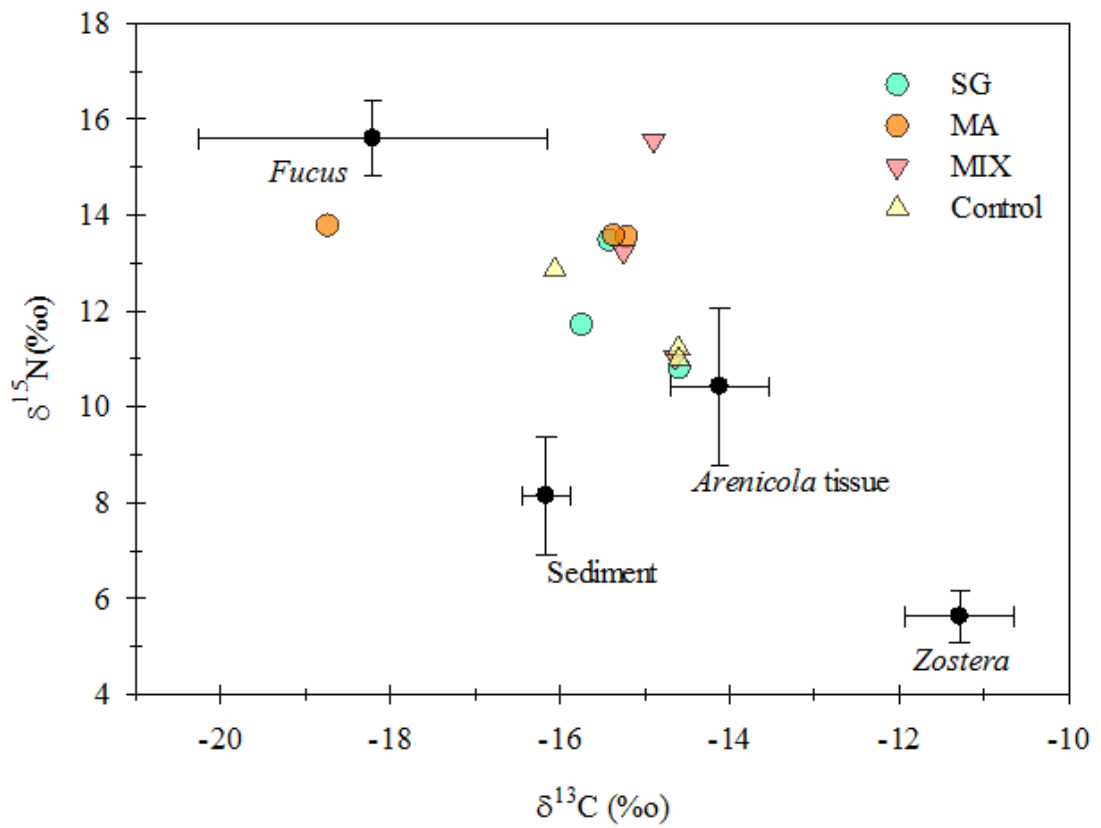 18
16
14
12
10
8
6
4
δ15N(‰)
SG
MA
MIX
Control
Fucus
Arenicola tissue
Sediment
Zostera
-20 -18 -16 -14 -12 -10
δ13C (‰)